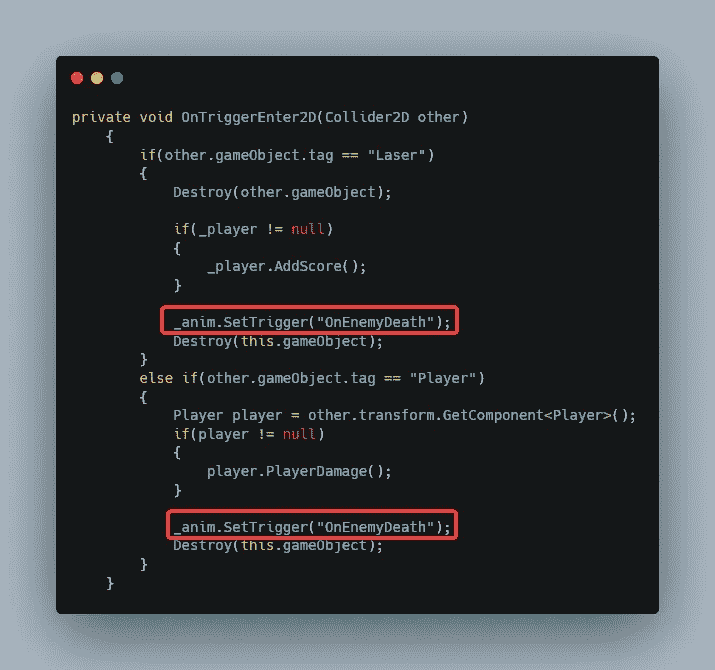 private void OnTriggerEnter2D(Collider2D other)
{
if(other.gameObject.tag == "Laser")
{
Destroy(other.gameObject);
if(_player != null)
{
_player.AddScore();
}
_anim.SetTrigger("OnEnemyDeath");
Destroy(this.gameObject);
}
else if(other.gameObject.tag == "Player")
{
Player player = other.transform.GetComponent<Player>();
if(player != null)
{
player.PlayerDamage();
}
_anim.SetTrigger("OnEnemyDeath");
Destroy(this.gameObject);
}
}